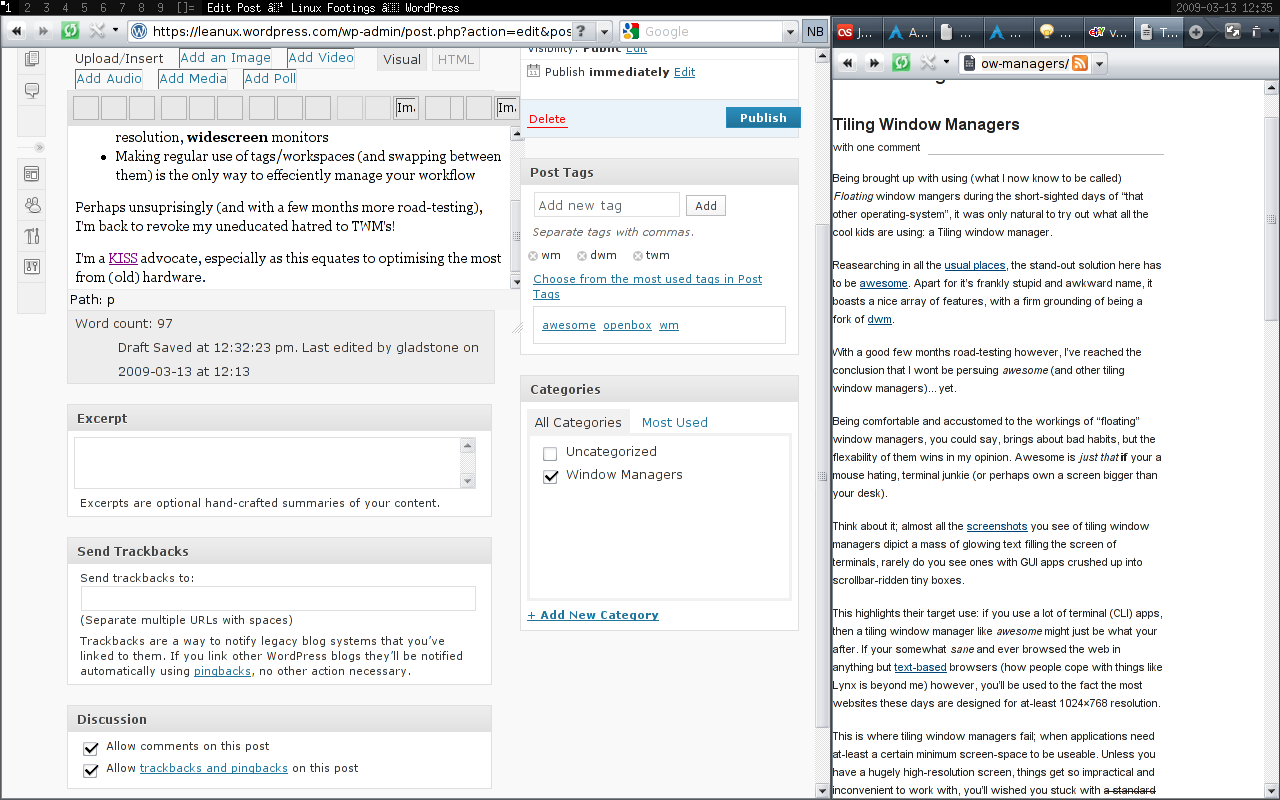 1 2 3 4 5 6 7 8 9 []= Edit Post â Linux Footings â WordPress 2009-03-13 12:35
https://leanux.wordpress.com/wp-admin/post.php?action=edit&pos ? Google NB
J... A... A... v... T...
ow-managers/
Upload/Insert Add an Image Add Video Visual HTML
Add Audio Add Media Add Poll
Im. Im.
resolution, widescreen monitors
Making regular use of tags/workspaces (and swapping between
them) is the only way to effeciently manage your workflow
Perhaps unsuprisingly (and with a few months more road-testing),
I'm back to revoke my uneducated hatred to TWM's!
I'm a KISS advocate, especially as this equates to optimising the most
from (old) hardware.
Path: p
Word count: 97
Draft Saved at 12:32:23 pm. Last edited by gladstone on
2009-03-13 at 12:13
Excerpt
Excerpts are optional hand-crafted summaries of your content.
Send Trackbacks
Send trackbacks to:
(Separate multiple URLs with spaces)
Trackbacks are a way to notify legacy blog systems that you've
linked to them. If you link other WordPress blogs they'll be notified
automatically using pingbacks, no other action necessary.
Discussion
Allow comments on this post
Allow trackbacks and pingbacks on this post
Visibility: Public Edit
Publish immediately Edit
Delete Publish
Post Tags
Add new tag Add
Separate tags with commas.
wm dwm twm
Choose from the most used tags in Post
Tags
awesome openbox wm
Categories
All Categories Most Used
Uncategorized
Window Managers
+ Add New Category
Tiling Window Managers
with one comment
Being brought up with using (what I now know to be called)
Floating window mangers during the short-sighted days of “that
other operating-system”, it was only natural to try out what all the
cool kids are using: a Tiling window manager.
Reasearching in all the usual places, the stand-out solution here has
to be awesome. Apart for it's frankly stupid and awkward name, it
boasts a nice array of features, with a firm grounding of being a
fork of dwm.
With a good few months road-testing however, I've reached the
conclusion that I wont be persuing awesome (and other tiling
window managers)... yet.
Being comfortable and accustomed to the workings of “floating”
window managers, you could say, brings about bad habits, but the
flexability of them wins in my opinion. Awesome is just that if your a
mouse hating, terminal junkie (or perhaps own a screen bigger than
your desk).
Think about it; almost all the screenshots you see of tiling window
managers dipict a mass of glowing text filling the screen of
terminals, rarely do you see ones with GUI apps crushed up into
scrollbar-ridden tiny boxes.
This highlights their target use: if you use a lot of terminal (CLI) apps,
then a tiling window manager like awesome might just be what your
after. If your somewhat sane and ever browsed the web in
anything but text-based browsers (how people cope with things like
Lynx is beyond me) however, you'll be used to the fact the most
websites these days are designed for at-least 1024×768 resolution.
This is where tiling window managers fail; when applications need
at-least a certain minimum screen-space to be useable. Unless you
have a hugely high-resolution screen, things get so impractical and
inconvenient to work with, you'll wished you stuck with a standard